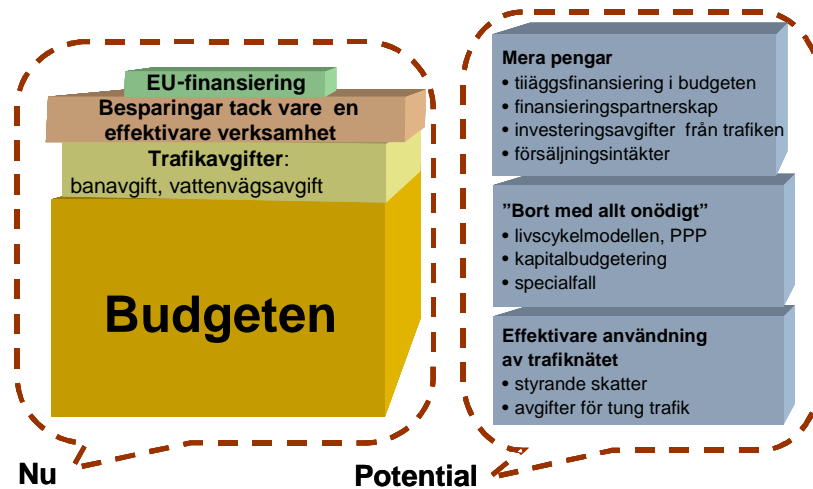 EU-finansiering
Besparingar tack vare en
effektivare verksamhet
Trafikavgifter:
banavgift, vattenvägsavgift
Budgeten
Nu
Mera pengar
• tiiäggsfinansiering i budgeten
• finansieringspartnerskap
• investeringsavgifter från trafiken
• försäljningsintäkter
”Bort med allt onödigt”
• livscykelmodellen, PPP
• kapitalbudgetering
• specialfall
Effektivare användning
av trafiknätet
• styrande skatter
• avgifter för tung trafik
Potential